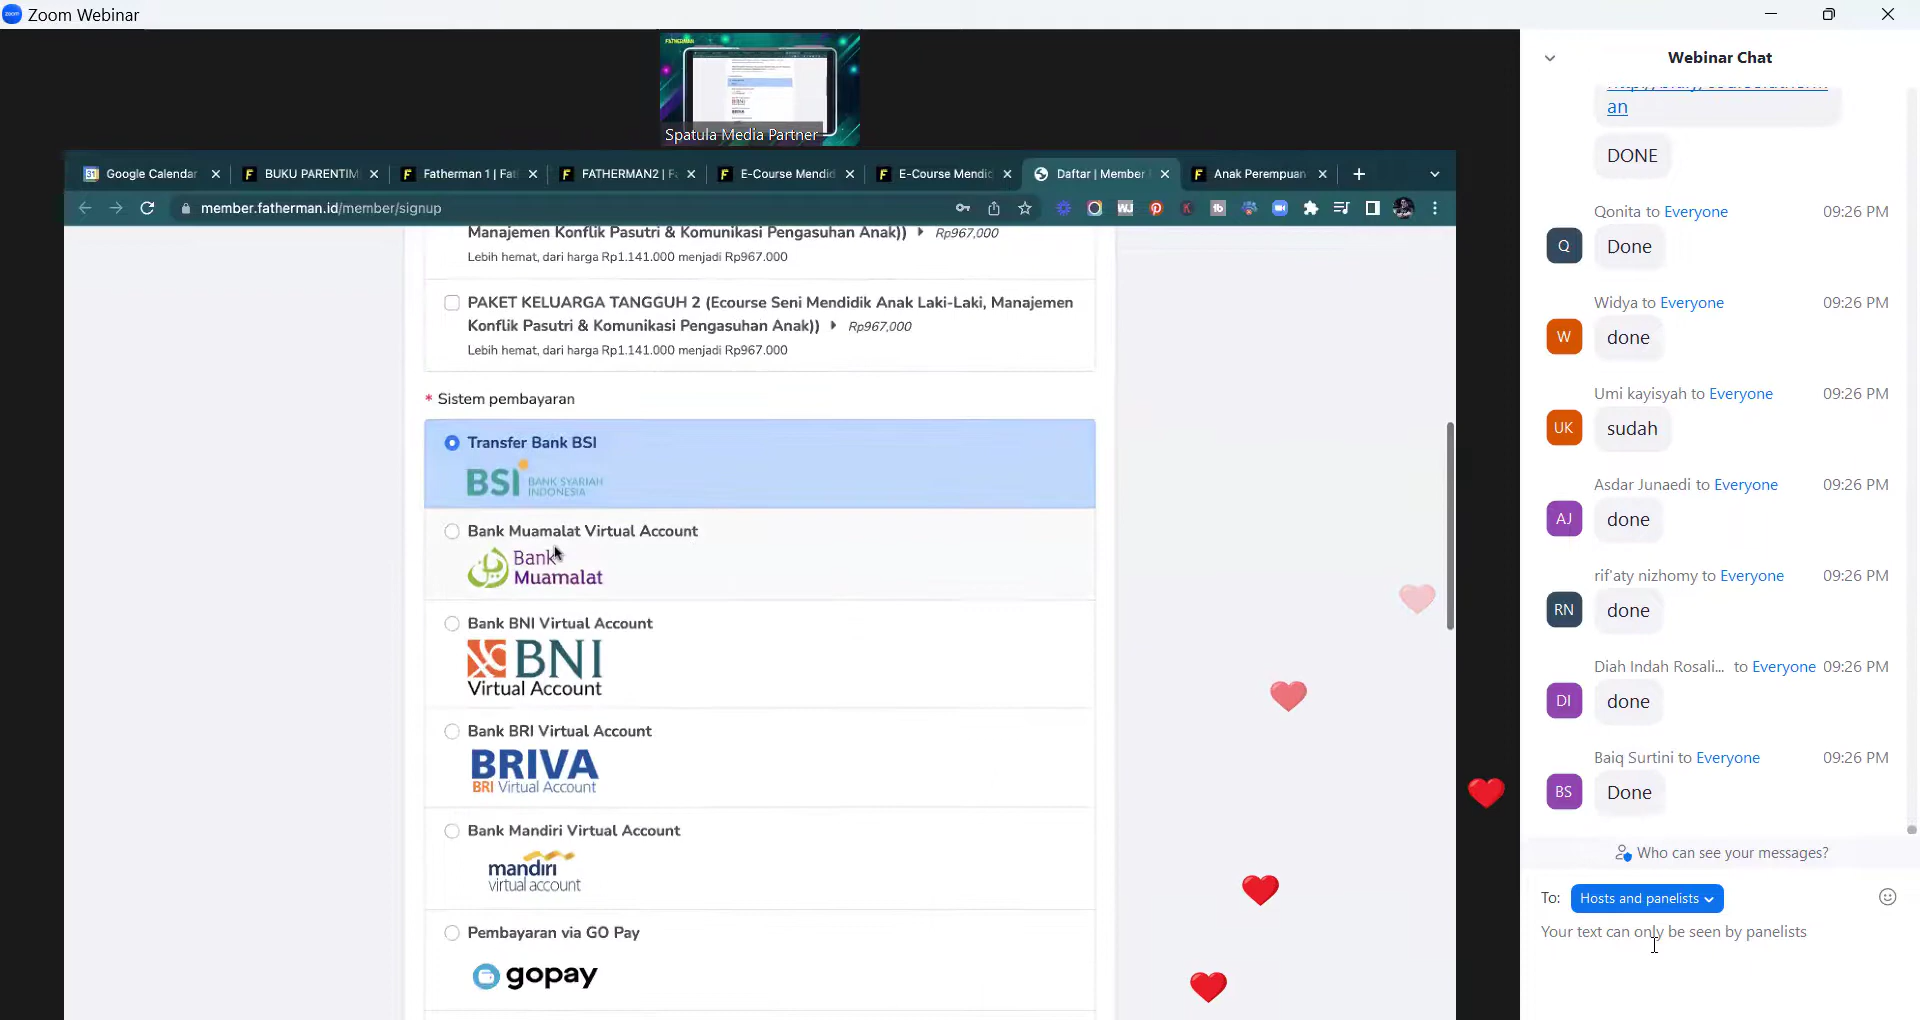 Zoom Webinar
FATHERMAN
Spatula Media Partner
Google Calendar
BUKU PARENTIN
Fatherman 1 | Fat
FATHERMAN2 | F
E-Course Mendid
E-Course Mendid
Daftar | Member
Anak Perempuan
member.fatherman.id/member/signup
Manajemen Konflik Pasutri & Komunikasi Pengasuhan Anak)) Rp967,000
Lebih hemat, dari harga Rp1.141.000 menjadi Rp967.000
PAKET KELUARGA TANGGUH 2 (Ecourse Seni Mendidik Anak Laki-Laki, Manajemen
Konflik Pasutri & Komunikasi Pengasuhan Anak)) Rp967,000
Lebih hemat, dari harga Rp1.141.000 menjadi Rp967.000
* Sistem pembayaran
Transfer Bank BSI
BSI BANK SYARIAH
INDONESIA
Bank Muamalat Virtual Account
Bank
Muamalat
Bank BNI Virtual Account
BNI
Virtual Account
Bank BRI Virtual Account
BRIVA
BRI Virtual Account
Bank Mandiri Virtual Account
mandiri
virtual account
Pembayaran via GO Pay
gopay
Webinar Chat
an
DONE
Qonita to Everyone 09:26 PM
Q
Done
Widya to Everyone 09:26 PM
W
done
Umi kayisyah to Everyone 09:26 PM
UK
sudah
Asdar Junaedi to Everyone 09:26 PM
AJ
done
rif'aty nizhomy to Everyone 09:26 PM
RN
done
Diah Indah Rosali... to Everyone 09:26 PM
DI
done
Baiq Surtini to Everyone 09:26 PM
BS
Done
Who can see your messages?
To: Hosts and panelists
Your text can only be seen by panelists